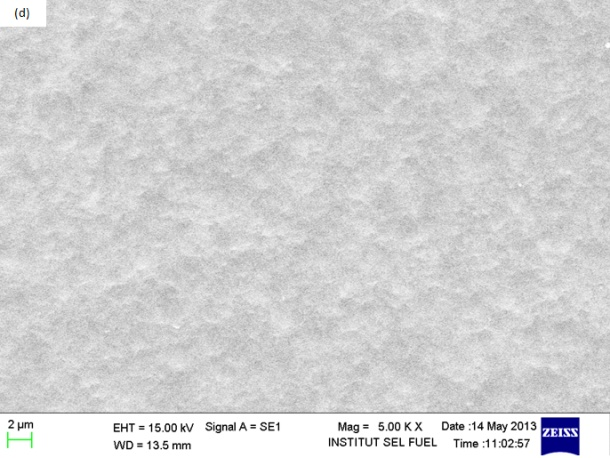 (d)
2 µm
EHT = 15.00 kV
Signal A = SE1
Mag = 5.00 K X
Date :14 May 2013
WD = 13.5 mm
INSTITUT SEL FUEL
Time :11:02:57
ZEISS